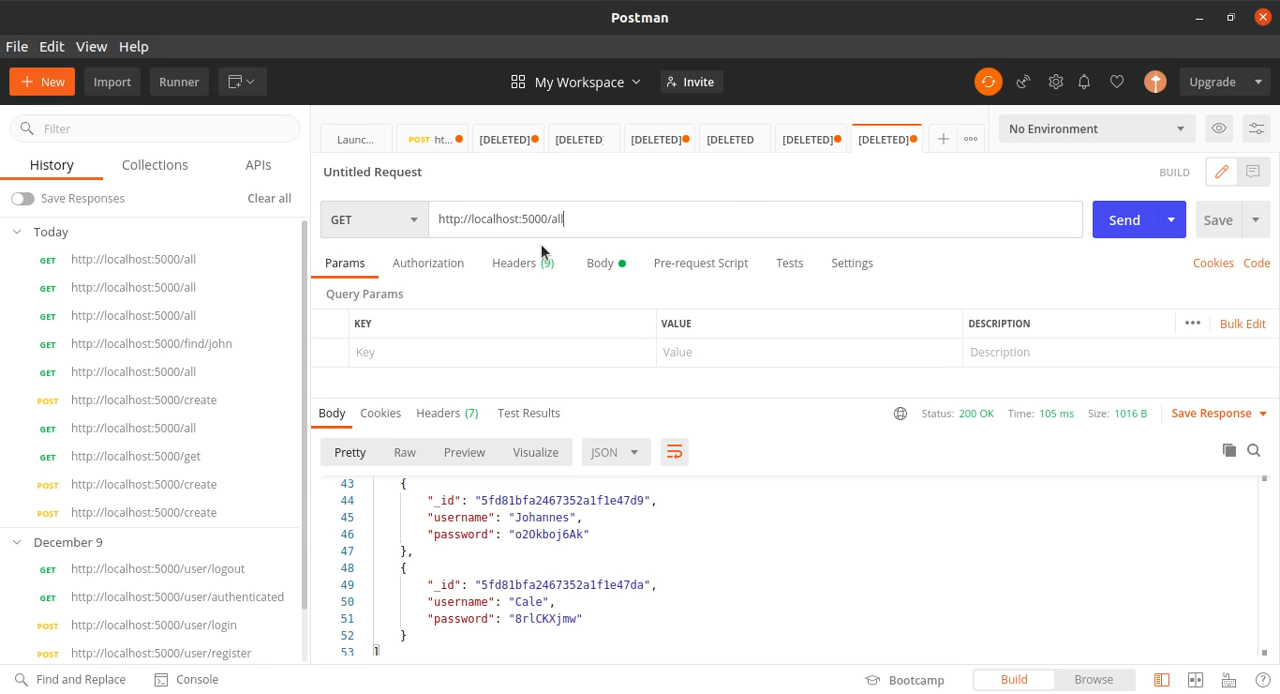 Postman
File Edit View Help
New Import Runner My Workspace Invite Upgrade
Filter
History Collections APIs
Save Responses Clear all
Today
GET http://localhost:5000/all
GET http://localhost:5000/all
GET http://localhost:5000/all
GET http://localhost:5000/find/john
GET http://localhost:5000/all
POST http://localhost:5000/create
GET http://localhost:5000/all
GET http://localhost:5000/get
POST http://localhost:5000/create
POST http://localhost:5000/create
December 9
GET http://localhost:5000/user/logout
GET http://localhost:5000/user/authenticated
POST http://localhost:5000/user/login
POST http://localhost:5000/user/register
Launc... POST ht... [DELETED] [DELETED [DELETED] [DELETED [DELETED] [DELETED] No Environment
Untitled Request BUILD
GET http://localhost:5000/all Send Save
Params Authorization Headers (9) Body Pre-request Script Tests Settings Cookies Code
Query Params
KEY VALUE DESCRIPTION Bulk Edit
Key Value Description
Body Cookies Headers (7) Test Results Status: 200 OK Time: 105 ms Size: 1016 B Save Response
Pretty Raw Preview Visualize JSON
43 {
44 "_id": "5fd81bfa2467352a1f1e47d9",
45 "username": "Johannes",
46 "password": "o2Okboj6Ak"
47 },
48 {
49 "_id": "5fd81bfa2467352a1f1e47da",
50 "username": "Cale",
51 "password": "8rlCKXjmw"
52 }
53 ]
Find and Replace Console Bootcamp Build Browse